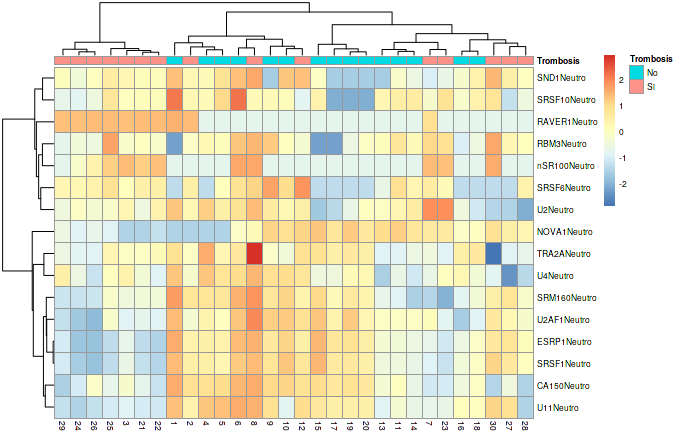 Trombosis
SND1Neutro
SRSF10Neutro
RAVER1Neutro
RBM3Neutro
nSR100Neutro
SRSF6Neutro
U2Neutro
NOVA1Neutro
TRA2ANeutro
U4Neutro
SRM160Neutro
U2AF1Neutro
ESRP1Neutro
SRSF1Neutro
CA150Neutro
U11Neutro
29 24 26 25 3 21 22 1 2 4 5 6 8 9 10 12 15 17 19 20 13 11 14 7 23 16 18 30 27 28
2
1
0
-1
-2
Trombosis
No
SI